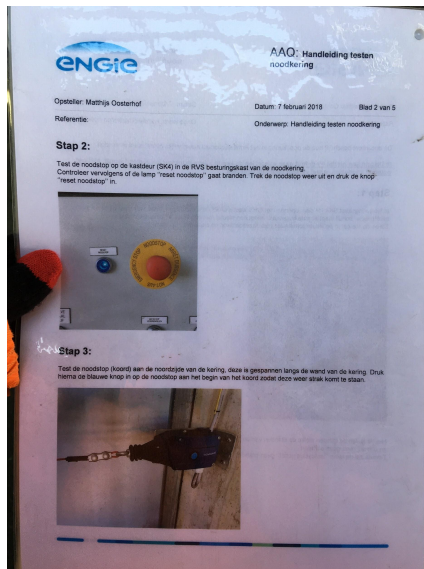 ENGIE
AAQ: Handleiding testen
noodkering
Opsteller: Matthijs Oosterhof
Datum: 7 februari 2018 Blad 2 van 5
Referentie:
Onderwerp: Handleiding testen noodkering
Stap 2:
Test de noodstop op de kastdeur (SK4) in de RVS besturingskast van de noodkering.
Controleer vervolgens of de lamp "reset noodstop" gaat branden. Trek de noodstop weer uit en druk de knop
"reset noodstop" in.
Stap 3:
Test de noodstop (koord) aan de noordzijde van de kering, deze is gespannen langs de wand van de kering. Druk
hierna de blauwe knop in op de noodstop aan het begin van het koord zodat deze weer strak komt te staan.